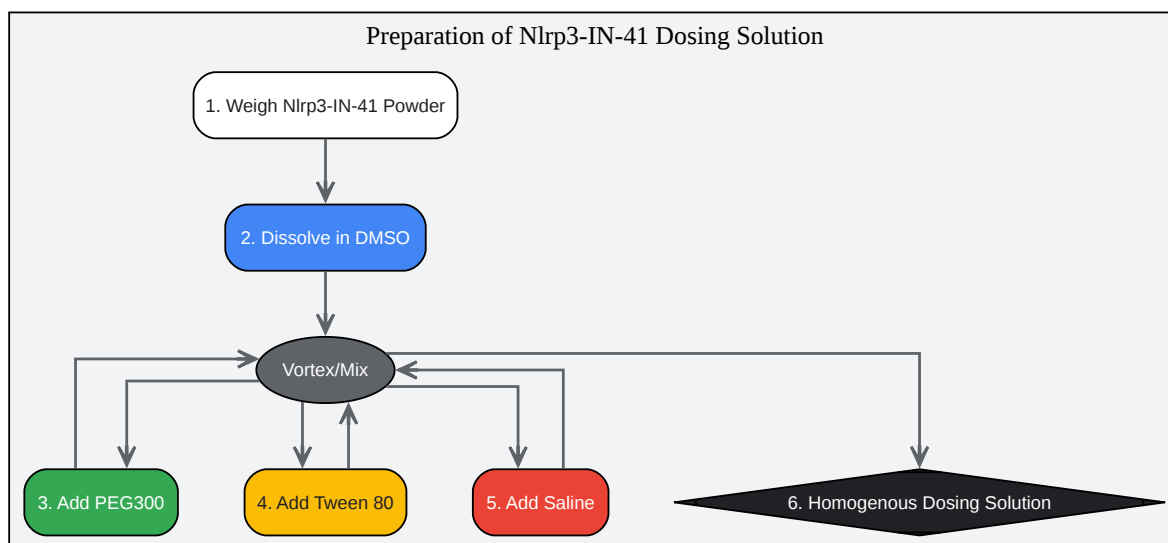 Preparation of Nlrp3-IN-41 Dosing Solution
1. Weigh Nlrp3-IN-41 Powder
2. Dissolve in DMSO
Vortex/Mix
3. Add PEG300
4. Add Tween 80
5. Add Saline
6. Homogenous Dosing Solution